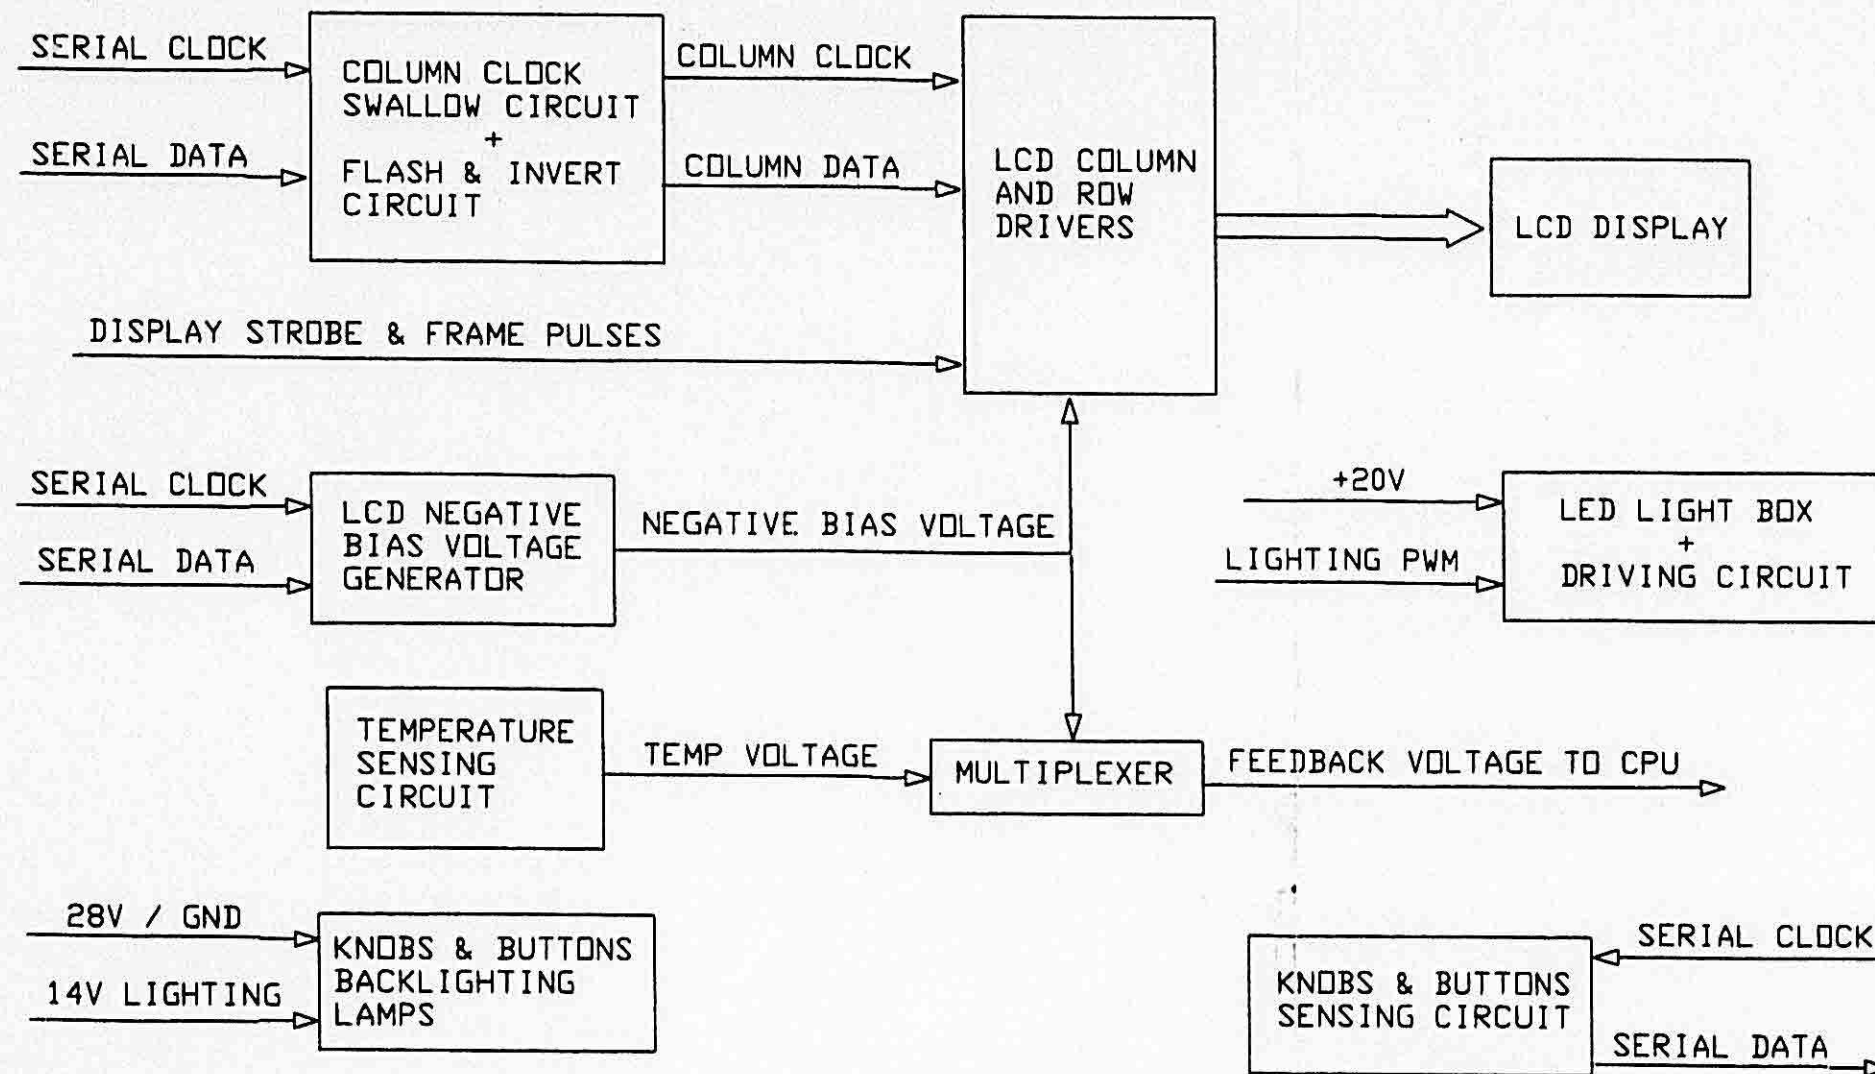 SERIAL CLOCK
SERIAL DATA
COLUMN CLOCK
SWALLOW CIRCUIT
+
FLASH & INVERT
CIRCUIT
COLUMN CLOCK
COLUMN DATA
LCD COLUMN
AND ROW
DRIVERS
LCD DISPLAY
DISPLAY STROBE & FRAME PULSES
SERIAL CLOCK
SERIAL DATA
LCD NEGATIVE
BIAS VOLTAGE
GENERATOR
NEGATIVE BIAS VOLTAGE
+20V
LIGHTING PWM
LED LIGHT BOX
+
DRIVING CIRCUIT
TEMPERATURE
SENSING
CIRCUIT
TEMP VOLTAGE
MULTIPLEXER
FEEDBACK VOLTAGE TO CPU
28V / GND
14V LIGHTING
KNOBS & BUTTONS
BACKLIGHTING
LAMPS
KNOBS & BUTTONS
SENSING CIRCUIT
SERIAL CLOCK
SERIAL DATA